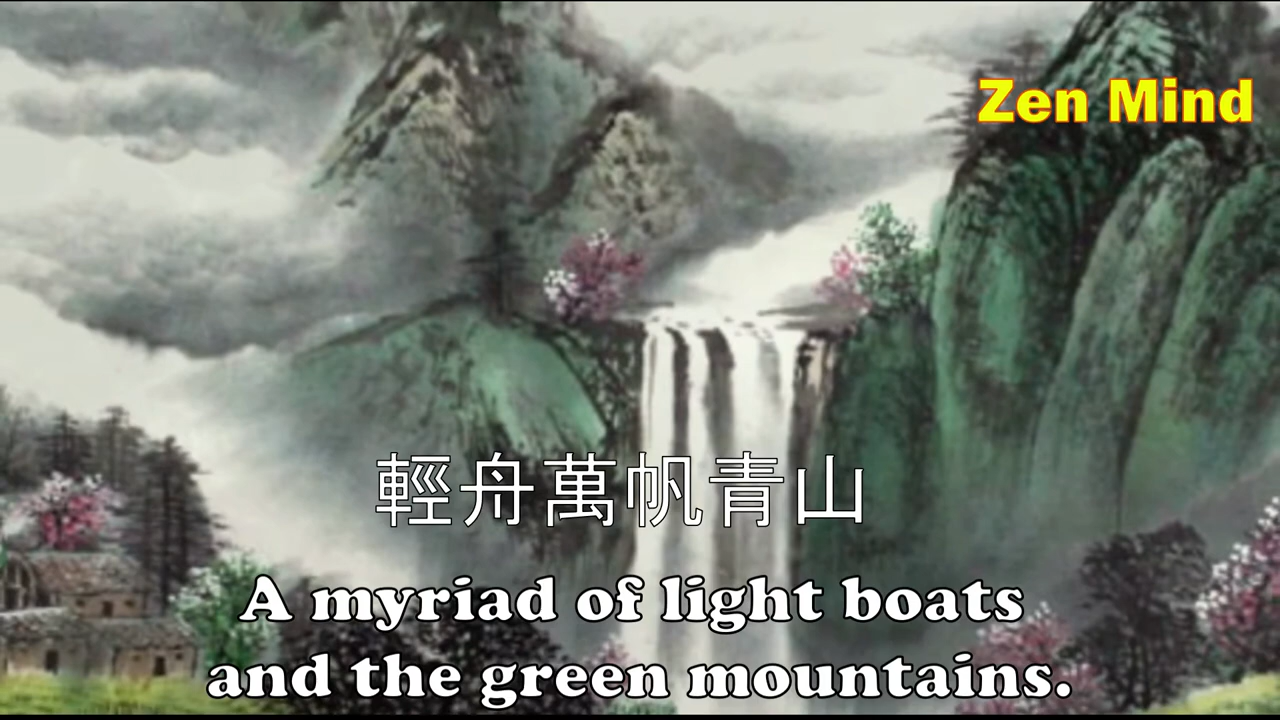 Zen Mind
輕舟萬帆青山
A myriad of light boats
and the green mountains.